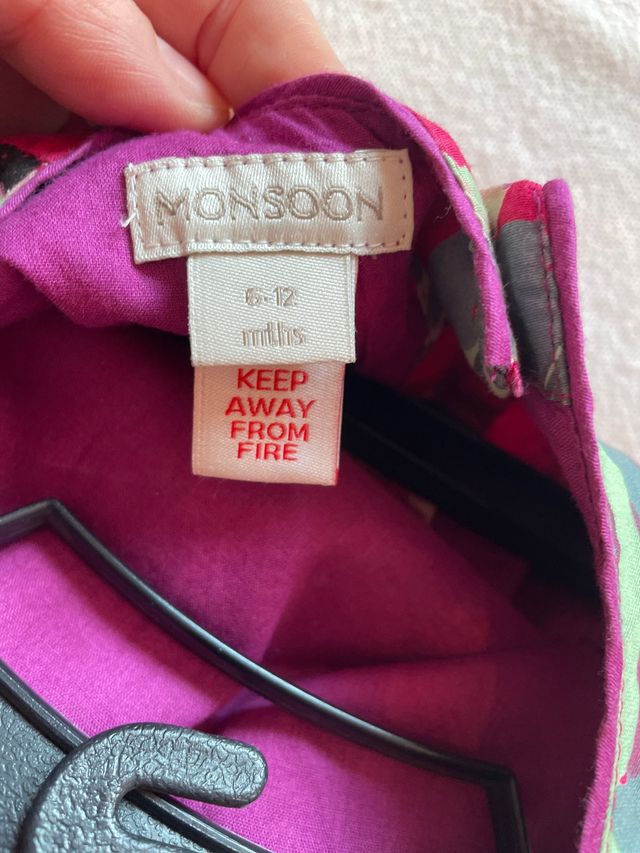 MONSOON
6-12
mths
KEEP
AWAY
FROM
FIRE